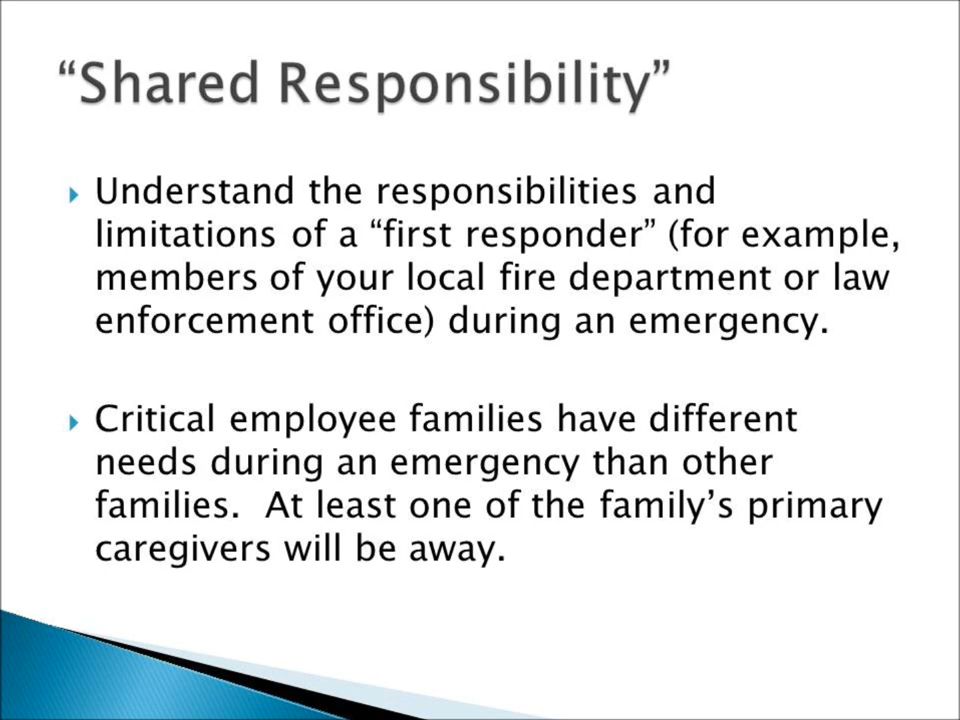 “Shared Responsibility”
Understand the responsibilities and
limitations of a “first responder” (for example,
members of your local fire department or law
enforcement office) during an emergency.
Critical employee families have different
needs during an emergency than other
families.  At least one of the family’s primary
caregivers will be away.